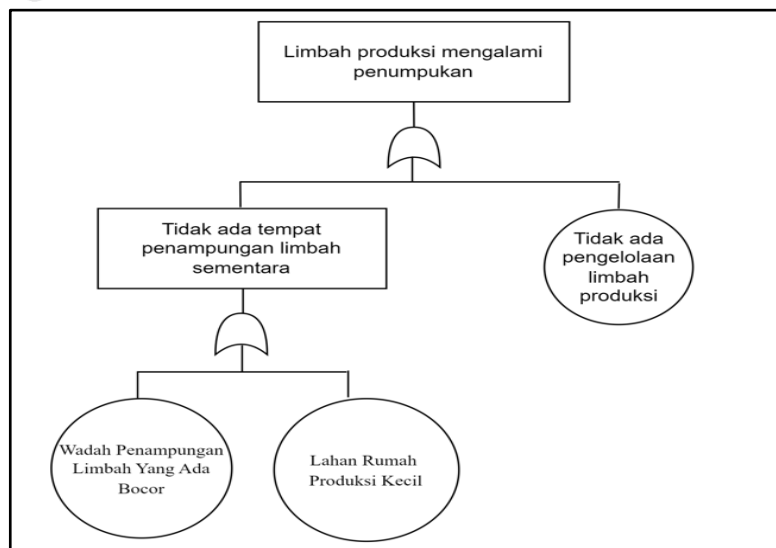 Limbah produksi mengalami
penumpukan
Tidak ada tempat
penampungan limbah
sementara
Tidak ada
pengelolaan
limbah
produksi
Wadah Penampungan
Limbah Yang Ada
Bocor
Lahan Rumah
Produksi Kecil